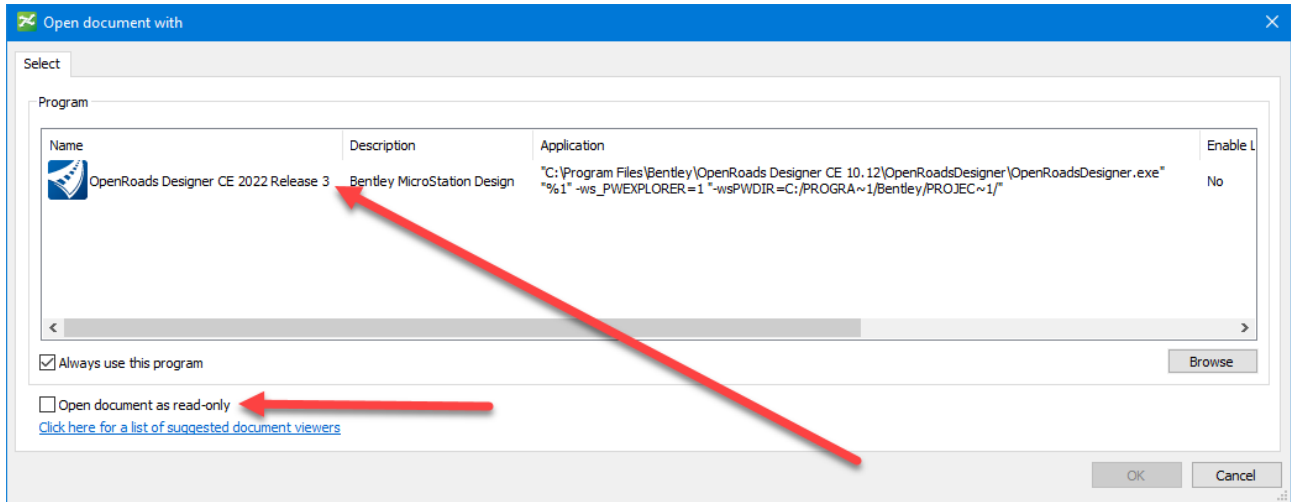 Open document with
Select
Program
Name Description Application Enable L
OpenRoads Designer CE 2022 Release 3 Bentley MicroStation Design "C:\Program Files\Bentley\OpenRoads Designer CE 10.12\OpenRoadsDesigner\OpenRoadsDesigner.exe" No
"%1" -ws_PWEXPLORER=1 "-wsPWDIR=C:/PROGRA~1/Bentley/PROJEC~1/"
Always use this program Browse
Open document as read-only
Click here for a list of suggested document viewers
OK Cancel